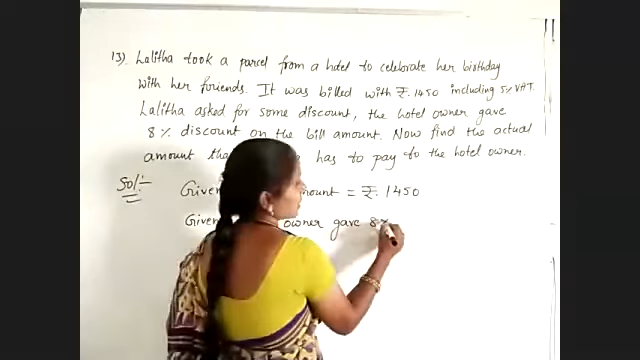 13). Lalitha took a parcel from a hotel to celebrate her birthday
with her friends. It was billed with ₹.1450 including 5% VAT.
Lalitha asked for some discount, the hotel owner gave
8% discount on the bill amount. Now find the actual
amount has to pay to the hotel owner.
Sol:- Given = ₹.1450
Given owner gave 8%